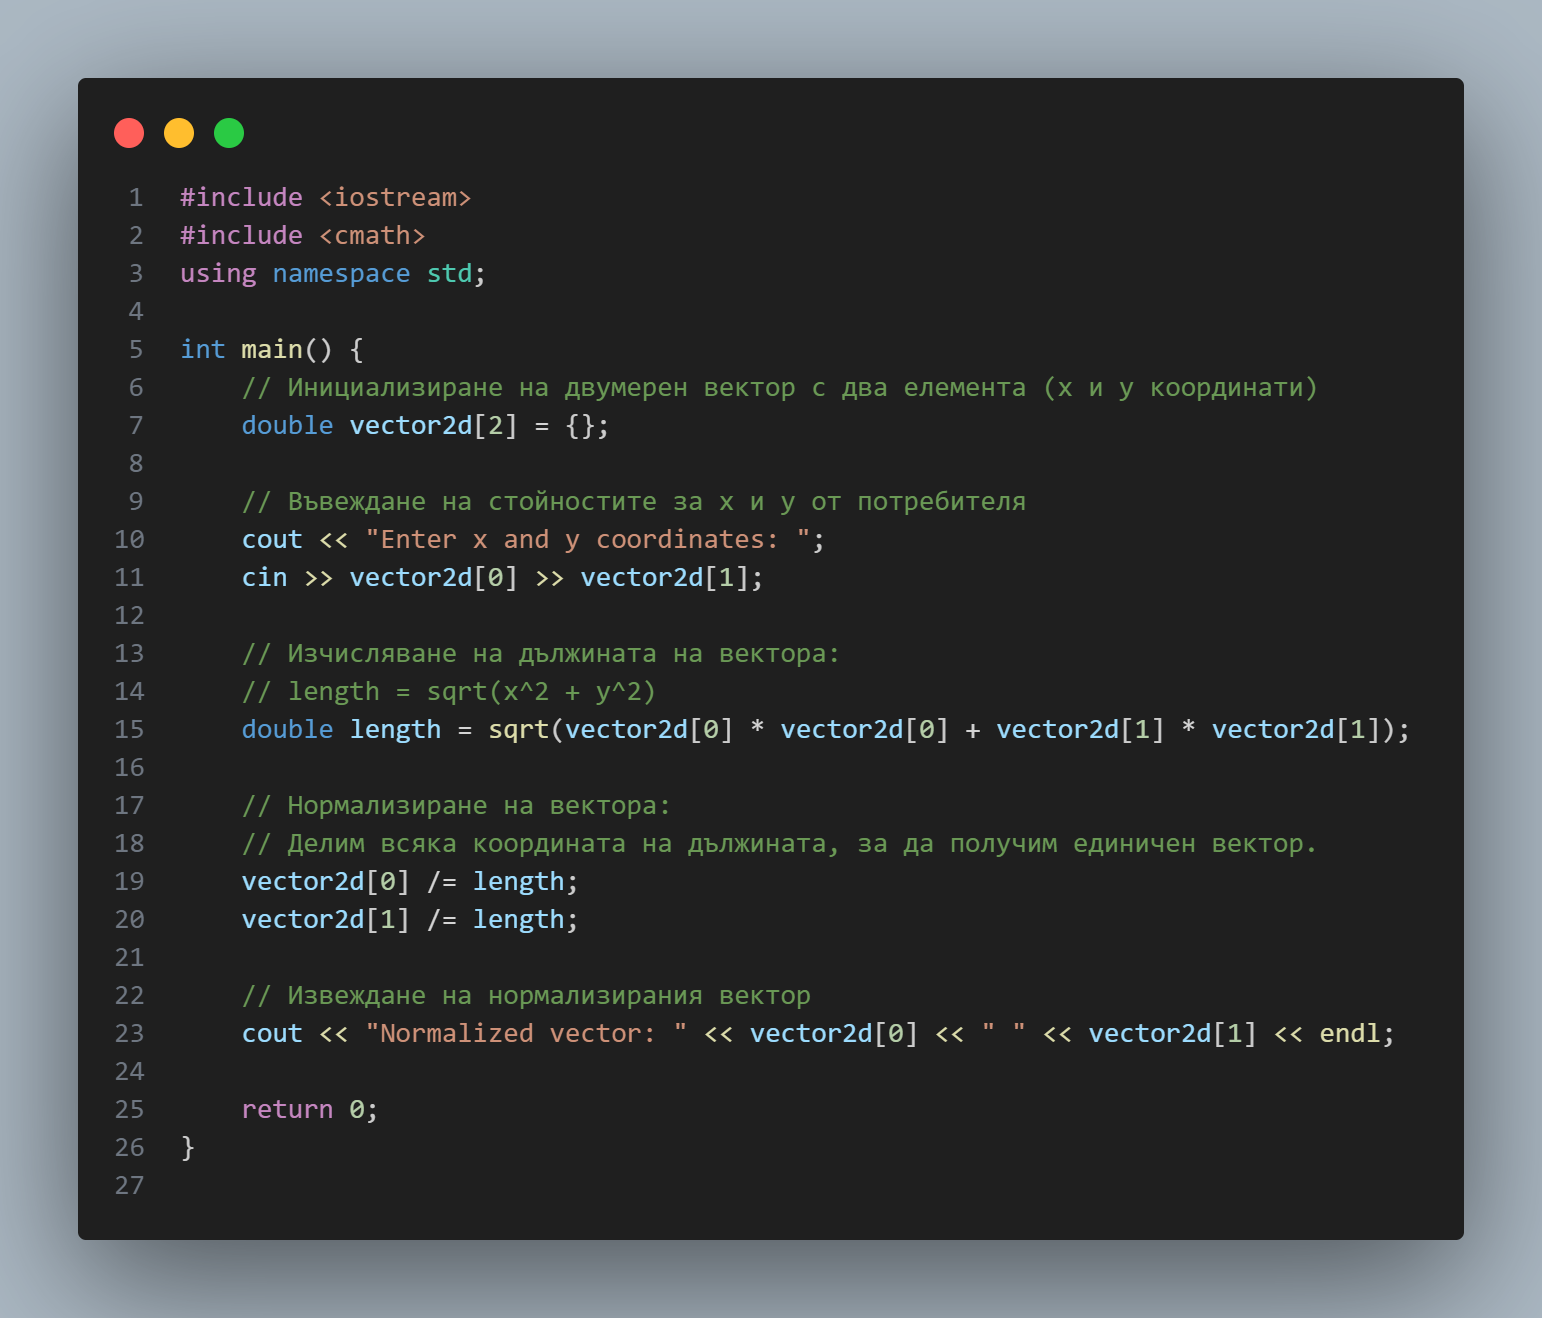 1 #include <iostream>
2 #include <cmath>
3 using namespace std;
4
5 int main() {
6     // Инициализиране на двумерен вектор с два елемента (x и y координати)
7     double vector2d[2] = {};
8
9     // Въвеждане на стойностите за x и y от потребителя
10     cout << "Enter x and y coordinates: ";
11     cin >> vector2d[0] >> vector2d[1];
12
13     // Изчисляване на дължината на вектора:
14     // length = sqrt(x^2 + y^2)
15     double length = sqrt(vector2d[0] * vector2d[0] + vector2d[1] * vector2d[1]);
16
17     // Нормализиране на вектора:
18     // Делим всяка координата на дължината, за да получим единичен вектор.
19     vector2d[0] /= length;
20     vector2d[1] /= length;
21
22     // Извеждане на нормализирания вектор
23     cout << "Normalized vector: " << vector2d[0] << " " << vector2d[1] << endl;
24
25     return 0;
26 }
27